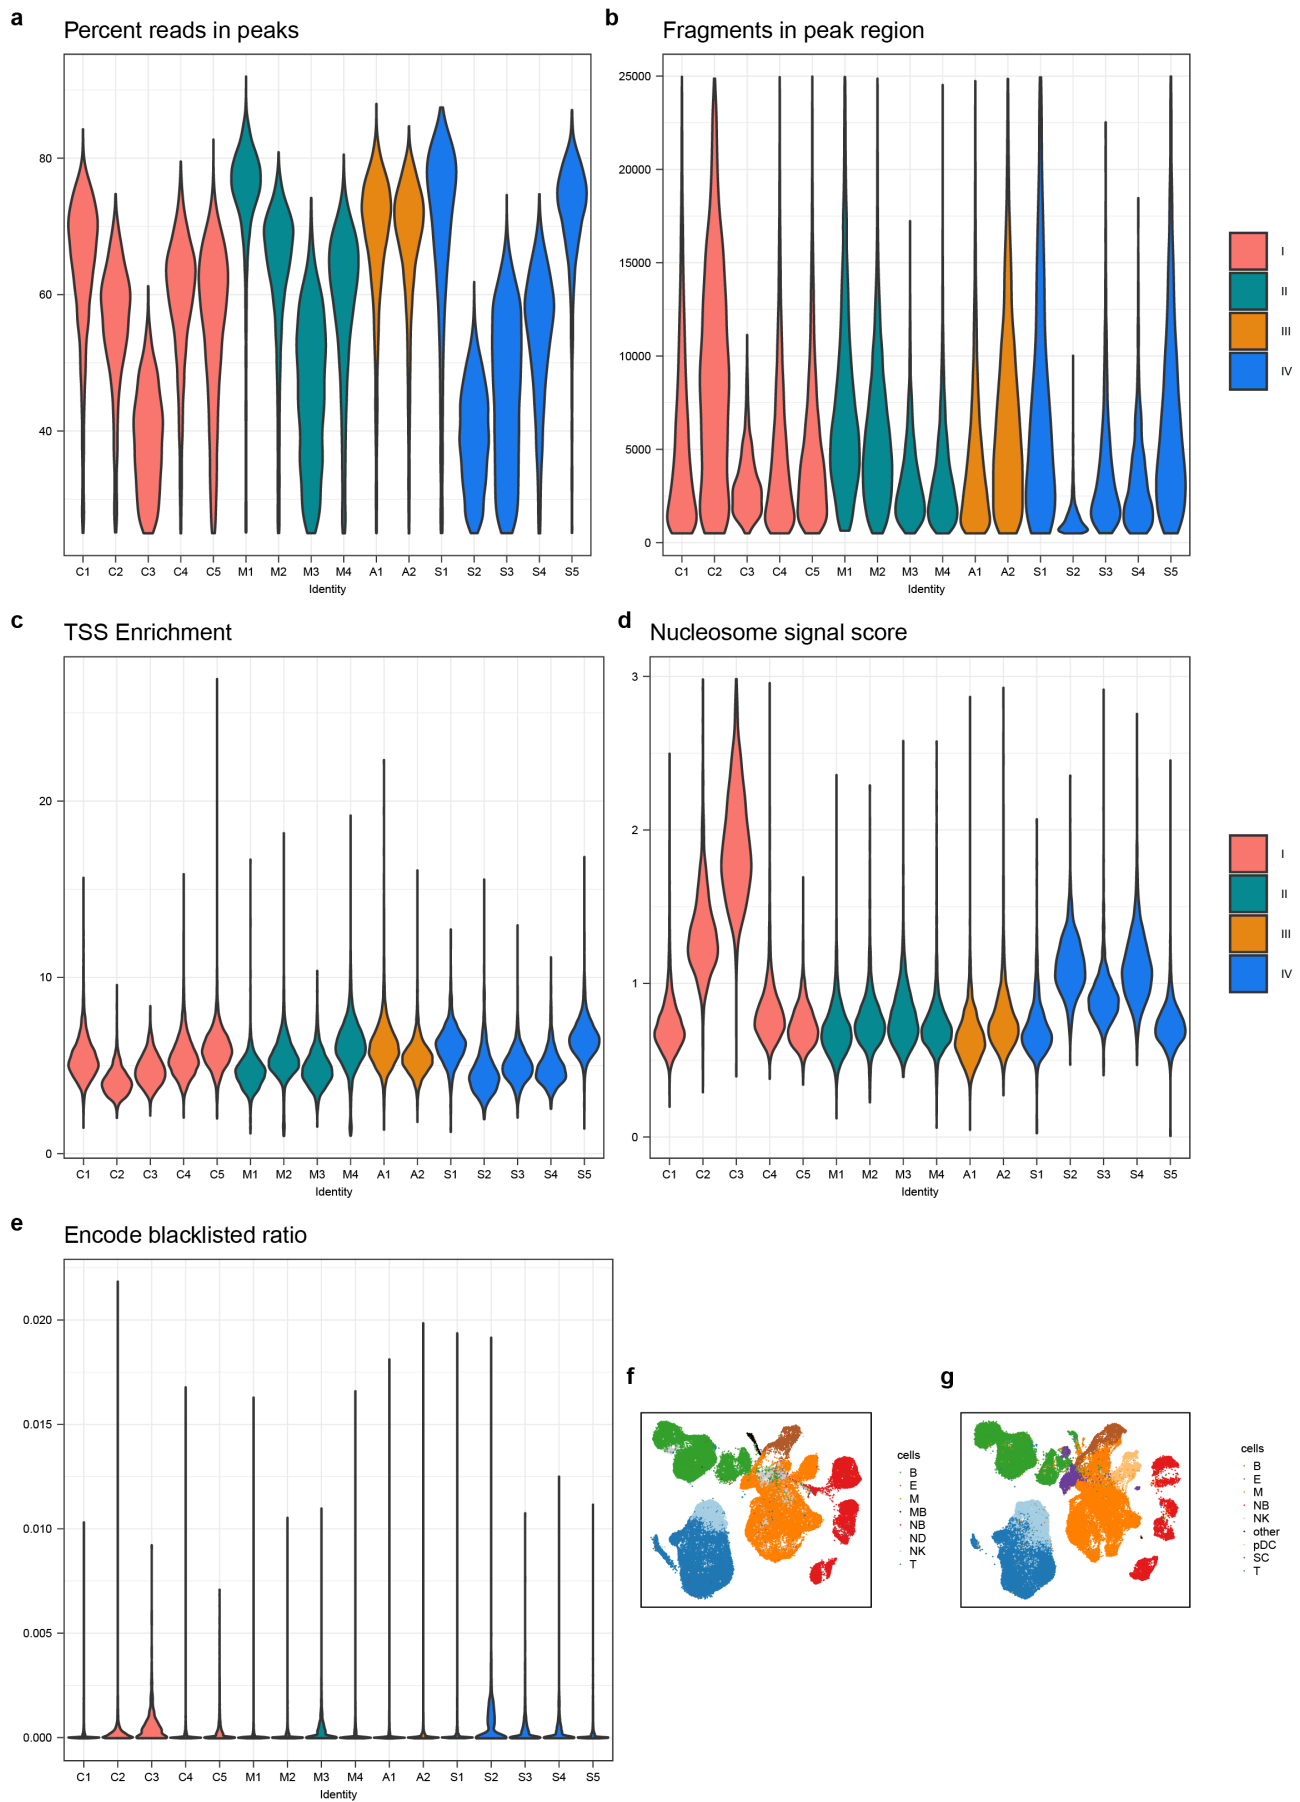 a
Percent reads in peaks
80
60
40
C1 C2 C3 C4 C5 M1 M2 M3 M4 A1 A2 S1 S2 S3 S4 S5
Identity
b
Fragments in peak region
25000
20000
15000
10000
5000
0
C1 C2 C3 C4 C5 M1 M2 M3 M4 A1 A2 S1 S2 S3 S4 S5
Identity
I
II
III
IV
c
TSS Enrichment
20
10
0
C1 C2 C3 C4 C5 M1 M2 M3 M4 A1 A2 S1 S2 S3 S4 S5
Identity
d
Nucleosome signal score
3
2
1
0
C1 C2 C3 C4 C5 M1 M2 M3 M4 A1 A2 S1 S2 S3 S4 S5
Identity
I
II
III
IV
e
Encode blacklisted ratio
0.020
0.015
0.010
0.005
0.000
C1 C2 C3 C4 C5 M1 M2 M3 M4 A1 A2 S1 S2 S3 S4 S5
Identity
f
cells
B
E
M
MB
NB
ND
NK
T
g
cells
B
E
M
NB
NK
other
pDC
SC
T